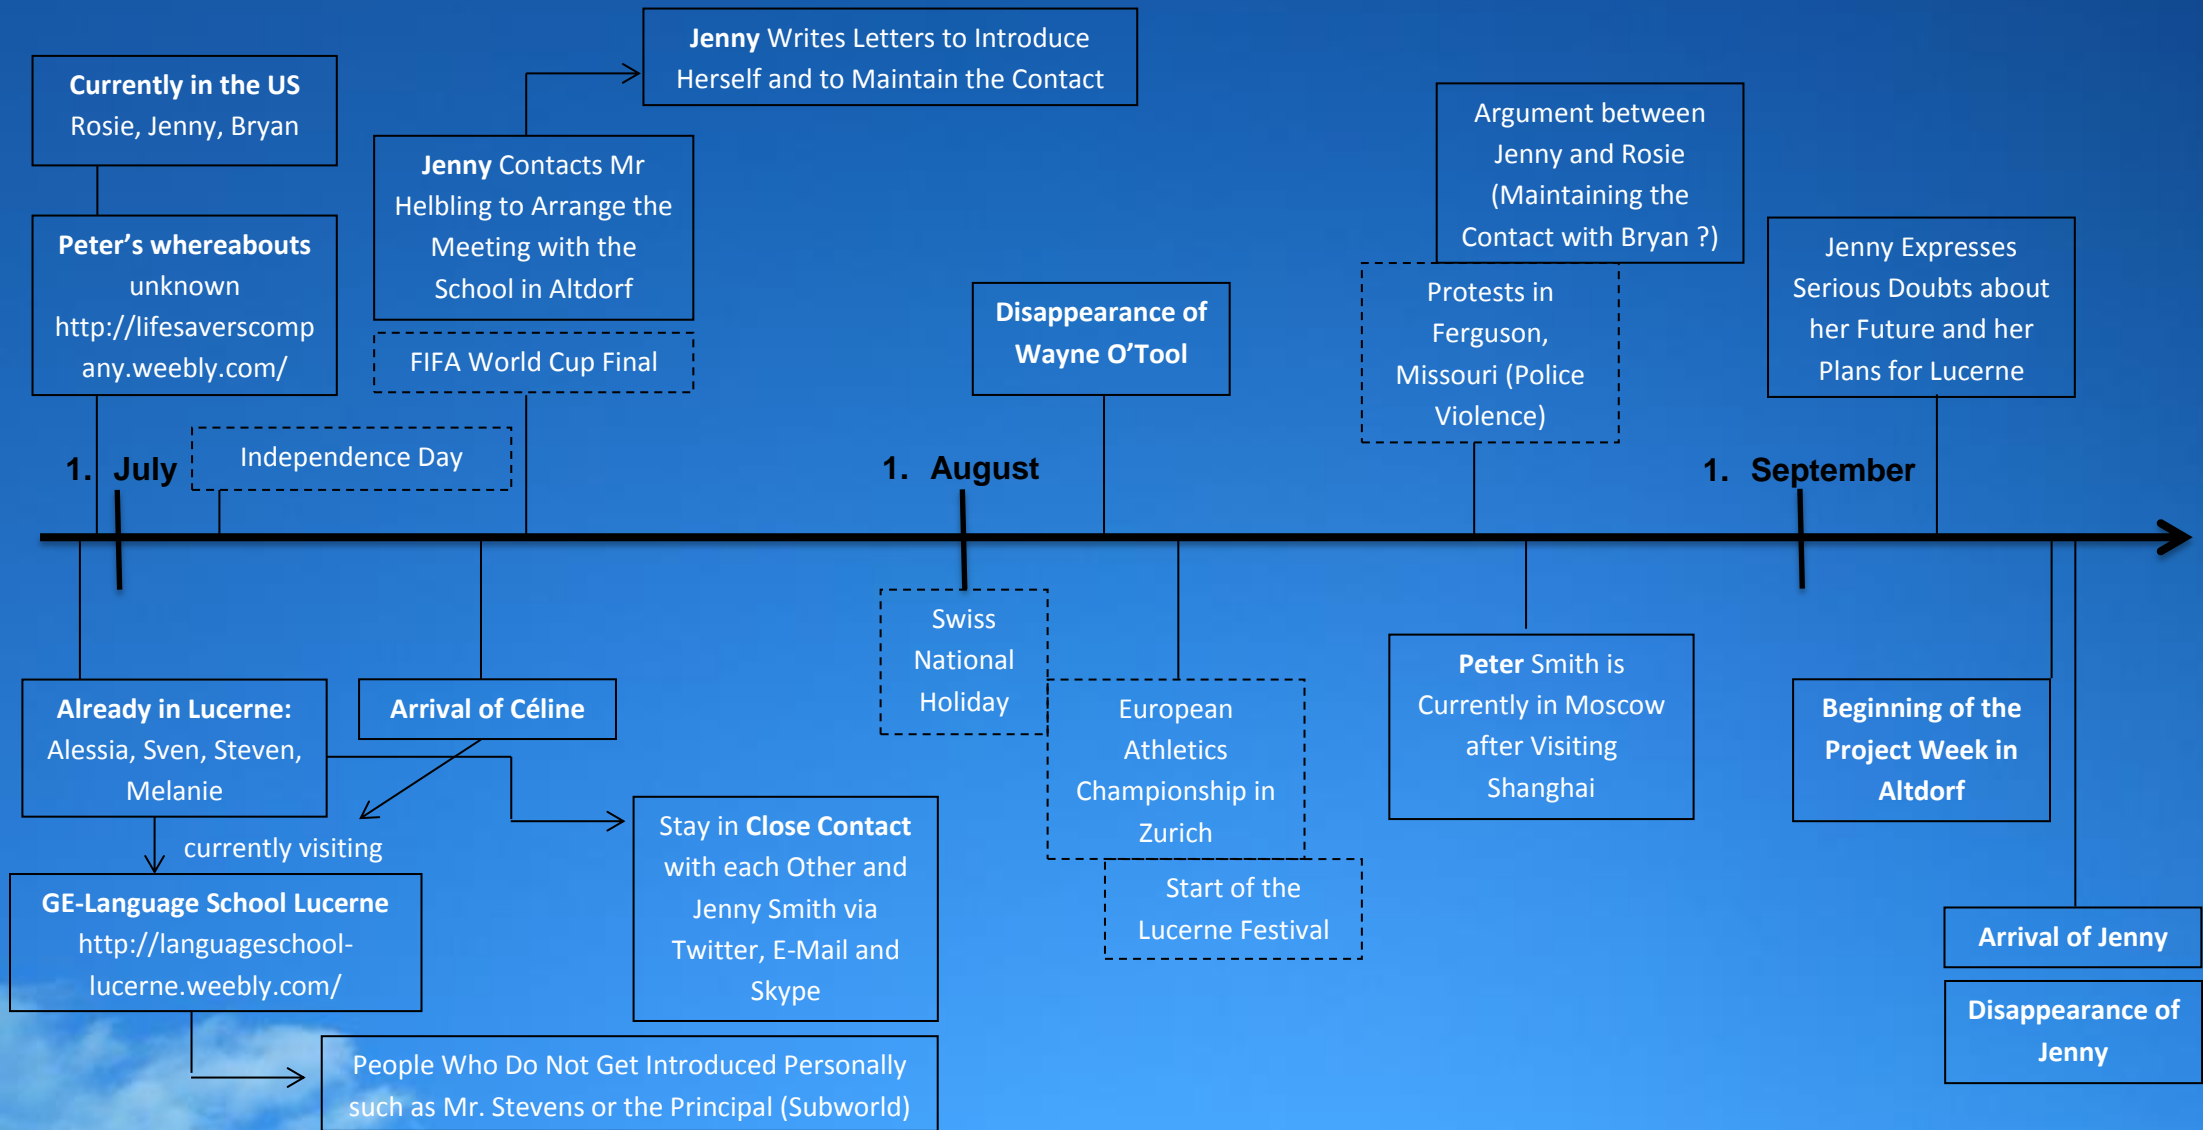 Jenny Writes Letters to Introduce
Herself and to Maintain the Contact
Currently in the US
Rosie, Jenny, Bryan
Jenny Contacts Mr
Helbling to Arrange the
Meeting with the
School in Altdorf
Argument between
Jenny and Rosie
(Maintaining the
Contact with Bryan ?)
Peter's whereabouts
unknown
http://lifesaverscomp
any.weebly.com/
Jenny Expresses
Serious Doubts about
her Future and her
Plans for Lucerne
FIFA World Cup Final
Disappearance of
Wayne O'Tool
Protests in
Ferguson,
Missouri (Police
Violence)
Independence Day
1. July
1. August
1. September
Swiss
National
Holiday
Already in Lucerne:
Alessia, Sven, Steven,
Melanie
Arrival of Céline
European
Athletics
Championship in
Zurich
Peter Smith is
Currently in Moscow
after Visiting
Shanghai
Beginning of the
Project Week in
Altdorf
currently visiting
Stay in Close Contact
with each Other and
Jenny Smith via
Twitter, E-Mail and
Skype
Start of the
Lucerne Festival
GE-Language School Lucerne
http://languageschool-
lucerne.weebly.com/
Arrival of Jenny
Disappearance of
Jenny
People Who Do Not Get Introduced Personally
such as Mr. Stevens or the Principal (Subworld)